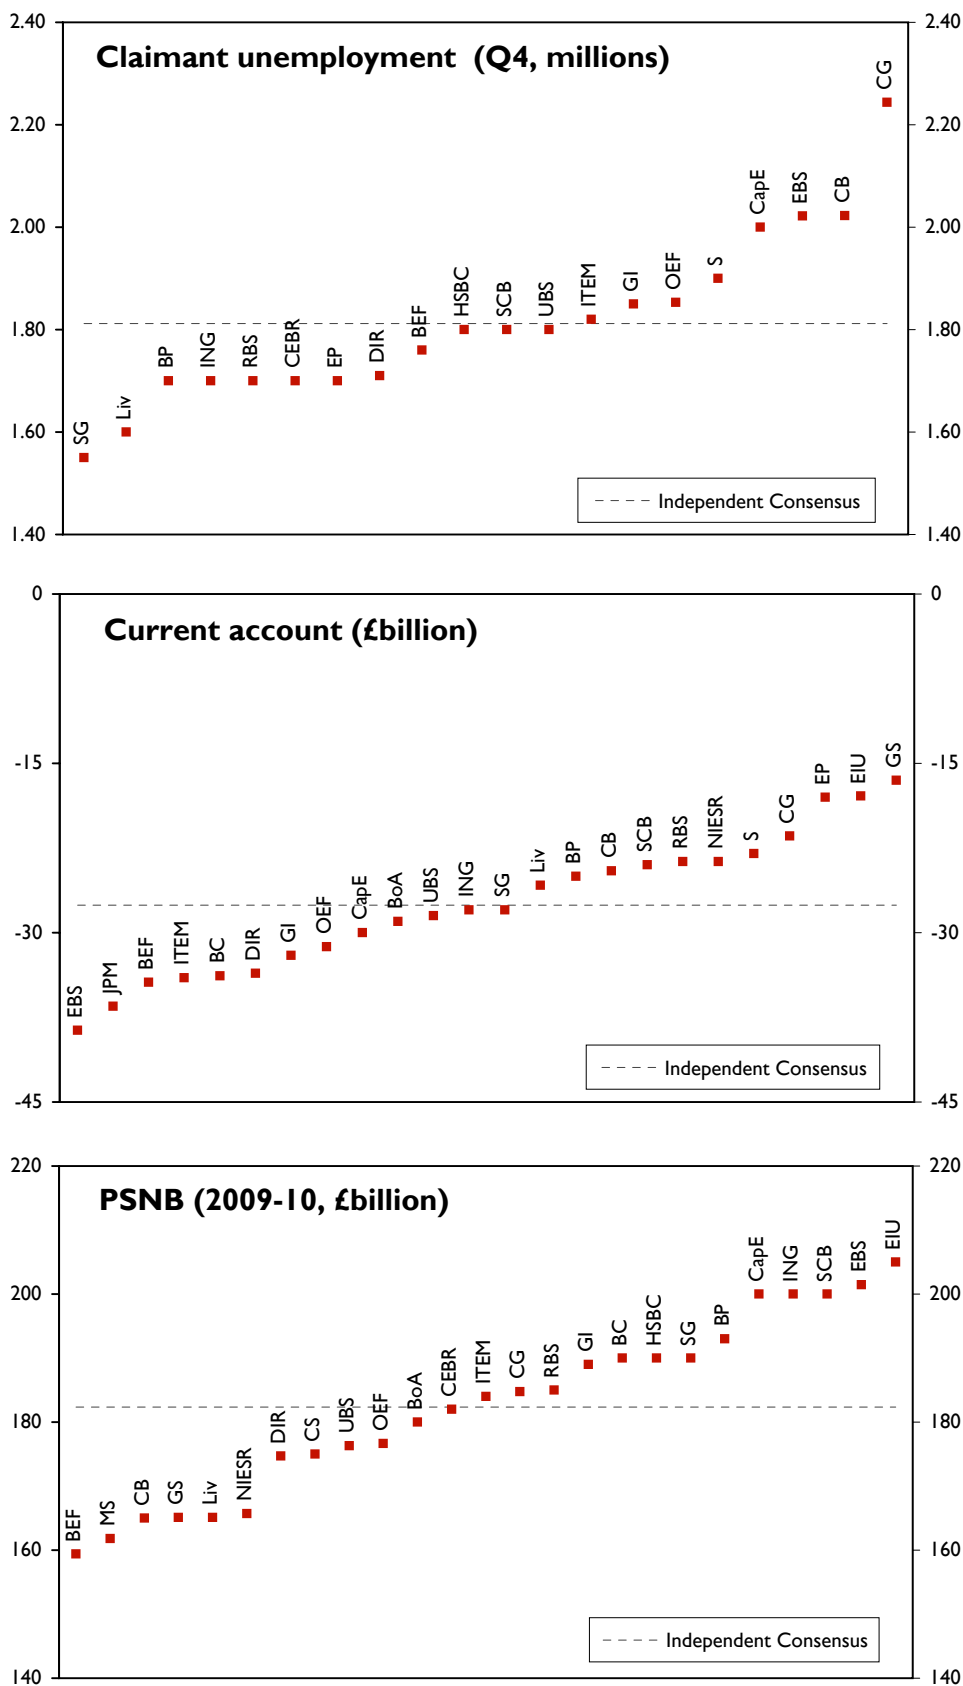 Claimant unemployment (Q4, millions)
2.40 2.40
2.20 2.20
2.00 2.00
1.80 1.80
1.60 1.60
1.40 1.40
SG Liv BP ING RBS CEBR EP DIR BEF HSBC SCB UBS ITEM GI OEF S CapE EBS CB CG
Independent Consensus
Current account (£billion)
0 0
-15 -15
-30 -30
-45 -45
EBS JPM BEF ITEM BC DIR GI OEF CapE BoA UBS ING SG Liv BP CB SCB RBS NIESR S CG EP EIU GS
Independent Consensus
PSNB (2009-10, £billion)
220 220
200 200
180 180
160 160
140 140
BEF MS CB GS Liv NIESR DIR CS UBS OEF BoA CEBR ITEM CG RBS GI BC HSBC SG BP CapE ING SCB EBS EIU
Independent Consensus